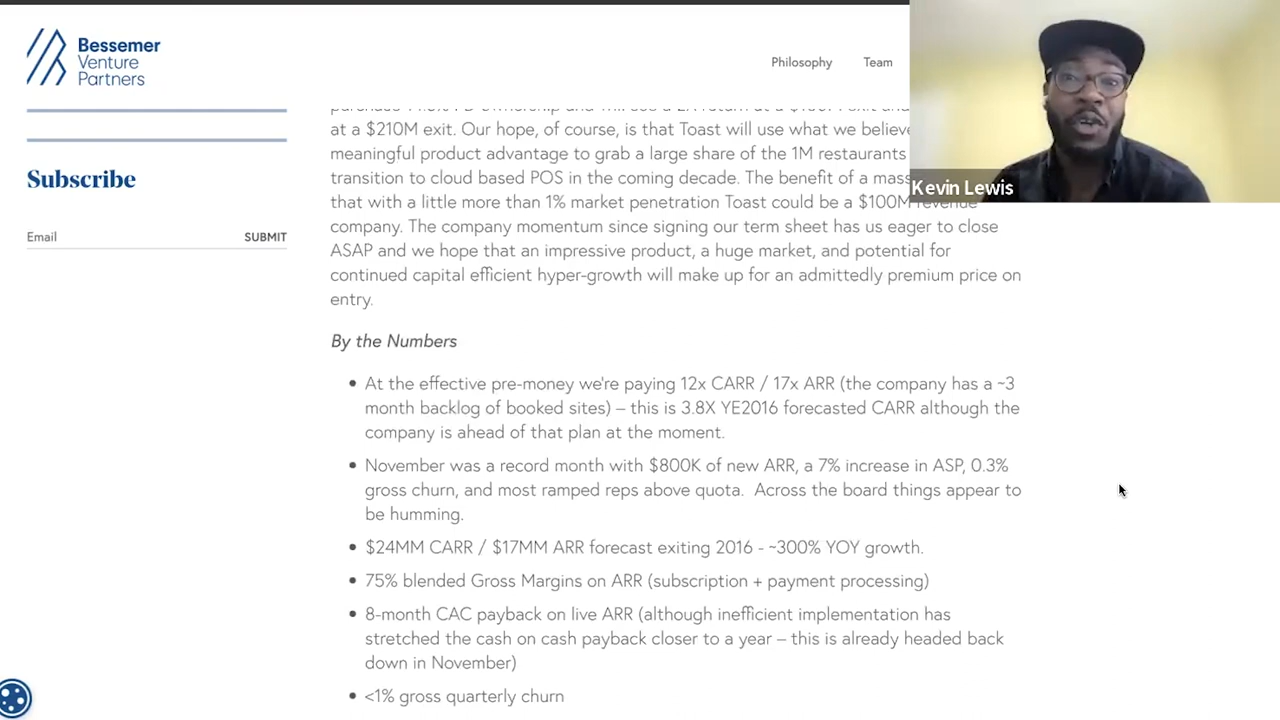 Bessemer
Venture
Partners
Philosophy
Team
Kevin Lewis
Subscribe
Email
SUBMIT
at a $210M exit. Our hope, of course, is that Toast will use what we believe
meaningful product advantage to grab a large share of the 1M restaurants
transition to cloud based POS in the coming decade. The benefit of a mass
that with a little more than 1% market penetration Toast could be a $100M revenue
company. The company momentum since signing our term sheet has us eager to close
ASAP and we hope that an impressive product, a huge market, and potential for
continued capital efficient hyper-growth will make up for an admittedly premium price on
entry.
By the Numbers
• At the effective pre-money we're paying 12x CARR / 17x ARR (the company has a ~3
month backlog of booked sites) – this is 3.8X YE2016 forecasted CARR although the
company is ahead of that plan at the moment.
• November was a record month with $800K of new ARR, a 7% increase in ASP, 0.3%
gross churn, and most ramped reps above quota. Across the board things appear to
be humming.
• $24MM CARR / $17MM ARR forecast exiting 2016 - ~300% YOY growth.
• 75% blended Gross Margins on ARR (subscription + payment processing)
• 8-month CAC payback on live ARR (although inefficient implementation has
stretched the cash on cash payback closer to a year – this is already headed back
down in November)
• <1% gross quarterly churn